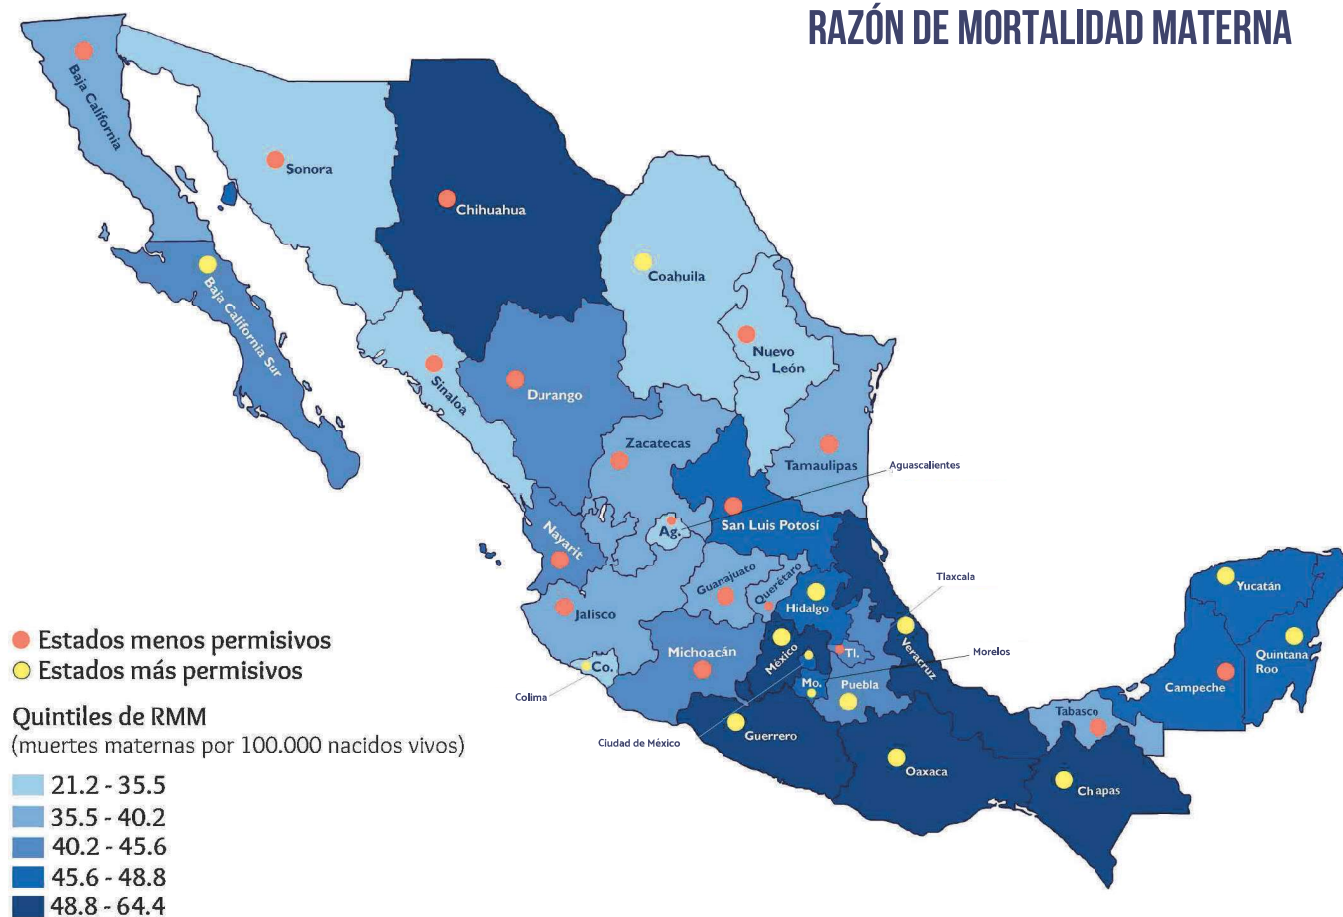 RAZÓN DE MORTALIDAD MATERNA
Baja California
Sonora
Chihuahua
Coahuila
Baja California Sur
Nuevo
León
Sinaloa
Durango
Zacatecas
Tamaulipas
Aguascalientes
Ag.
San Luis Potosí
Nayarit
Guarajuato
Querétaro
Tlaxcala
Yucatán
Hidalgo
Jalisco
Estados menos permisivos
Estados más permisivos
Michoacán
México
Tl.
Veracruz
Morelos
Quintana
Roo
Co.
Mo.
Puebla
Campeche
Colima
Tabasco
Quintiles de RMM
(muertes maternas por 100.000 nacidos vivos)
Ciudad de México
Guerrero
Oaxaca
Chapas
21.2 - 35.5
35.5 - 40.2
40.2 - 45.6
45.6 - 48.8
48.8 - 64.4